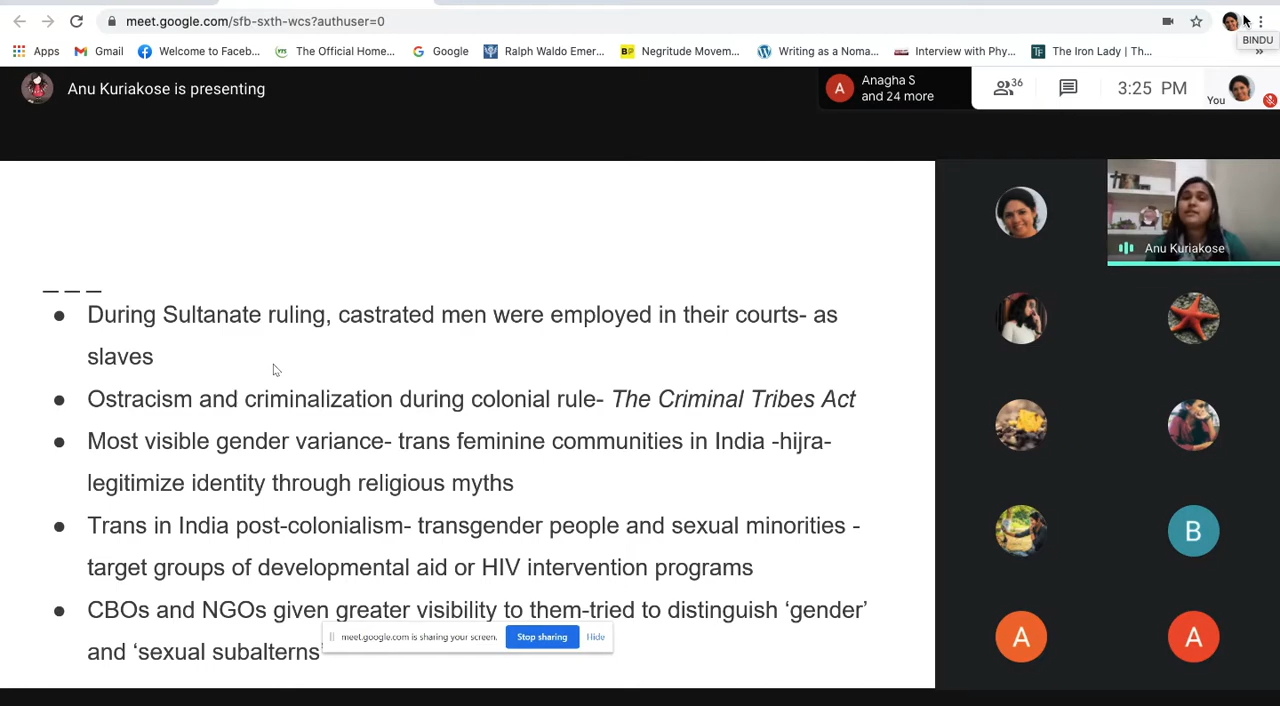 meet.google.com/sfb-sxth-wcs?authuser=0
BINDU
Apps
Gmail
Welcome to Faceb...
YTS
The Official Home...
Google
Ralph Waldo Emer...
BP
Negritude Movem...
Writing as a Noma...
Interview with Phy...
TF
The Iron Lady | Th...
»
Anu Kuriakose is presenting
A
Anagha S
and 24 more
36
3:25 PM
You
Anu Kuriakose
_ _ _
● During Sultanate ruling, castrated men were employed in their courts- as
slaves
● Ostracism and criminalization during colonial rule- The Criminal Tribes Act
● Most visible gender variance- trans feminine communities in India -hijra-
legitimize identity through religious myths
● Trans in India post-colonialism- transgender people and sexual minorities -
target groups of developmental aid or HIV intervention programs
● CBOs and NGOs given greater visibility to them-tried to distinguish ‘gender’
and ‘sexual subalterns’
meet.google.com is sharing your screen.
Stop sharing
Hide
B
A
A